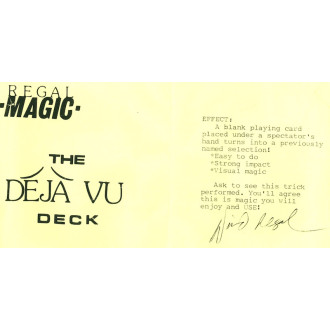 REGAL
·MAGIC·
THE
DÉJÀ VU
DECK
EFFECT:
A blank playing card
placed under a spectator's
hand turns into a previously
named selection!
*Easy to do
*Strong impact
*Visual magic
Ask to see this trick
performed. You'll agree
this is magic you will
enjoy and USE!
David Regal